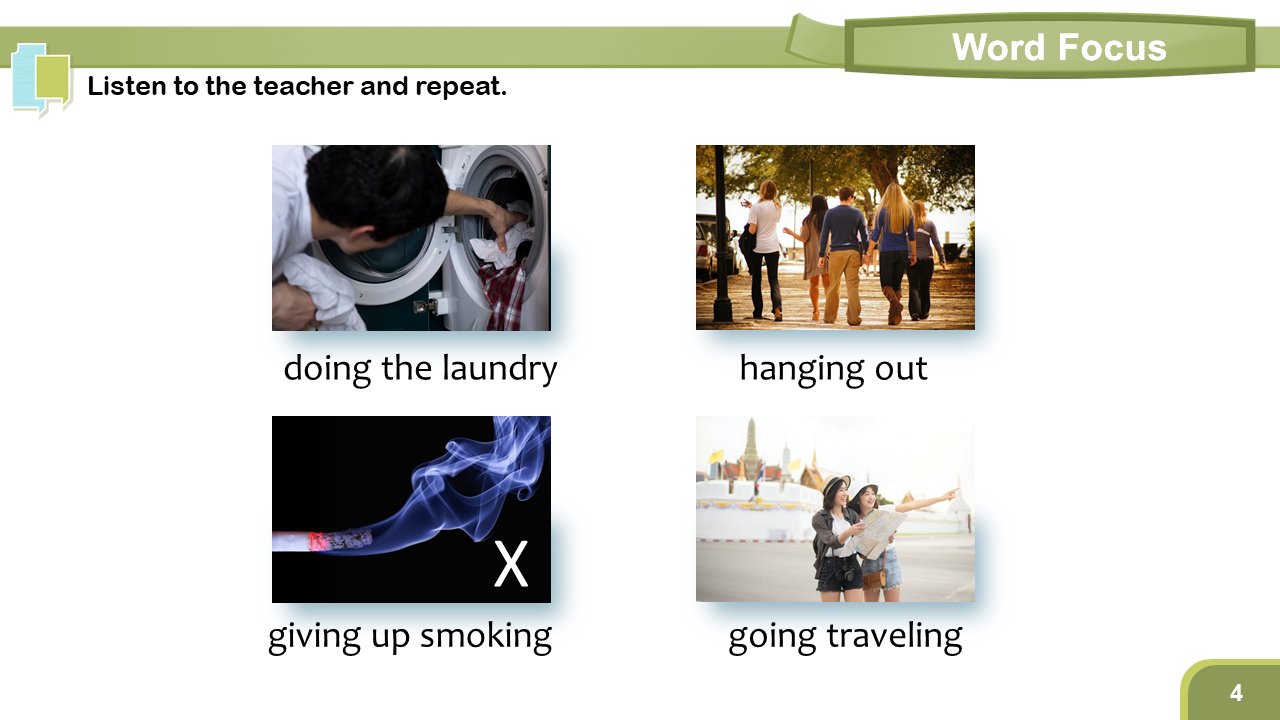 Word Focus
Listen to the teacher and repeat.
doing the laundry
hanging out
X
giving up smoking
going traveling
4